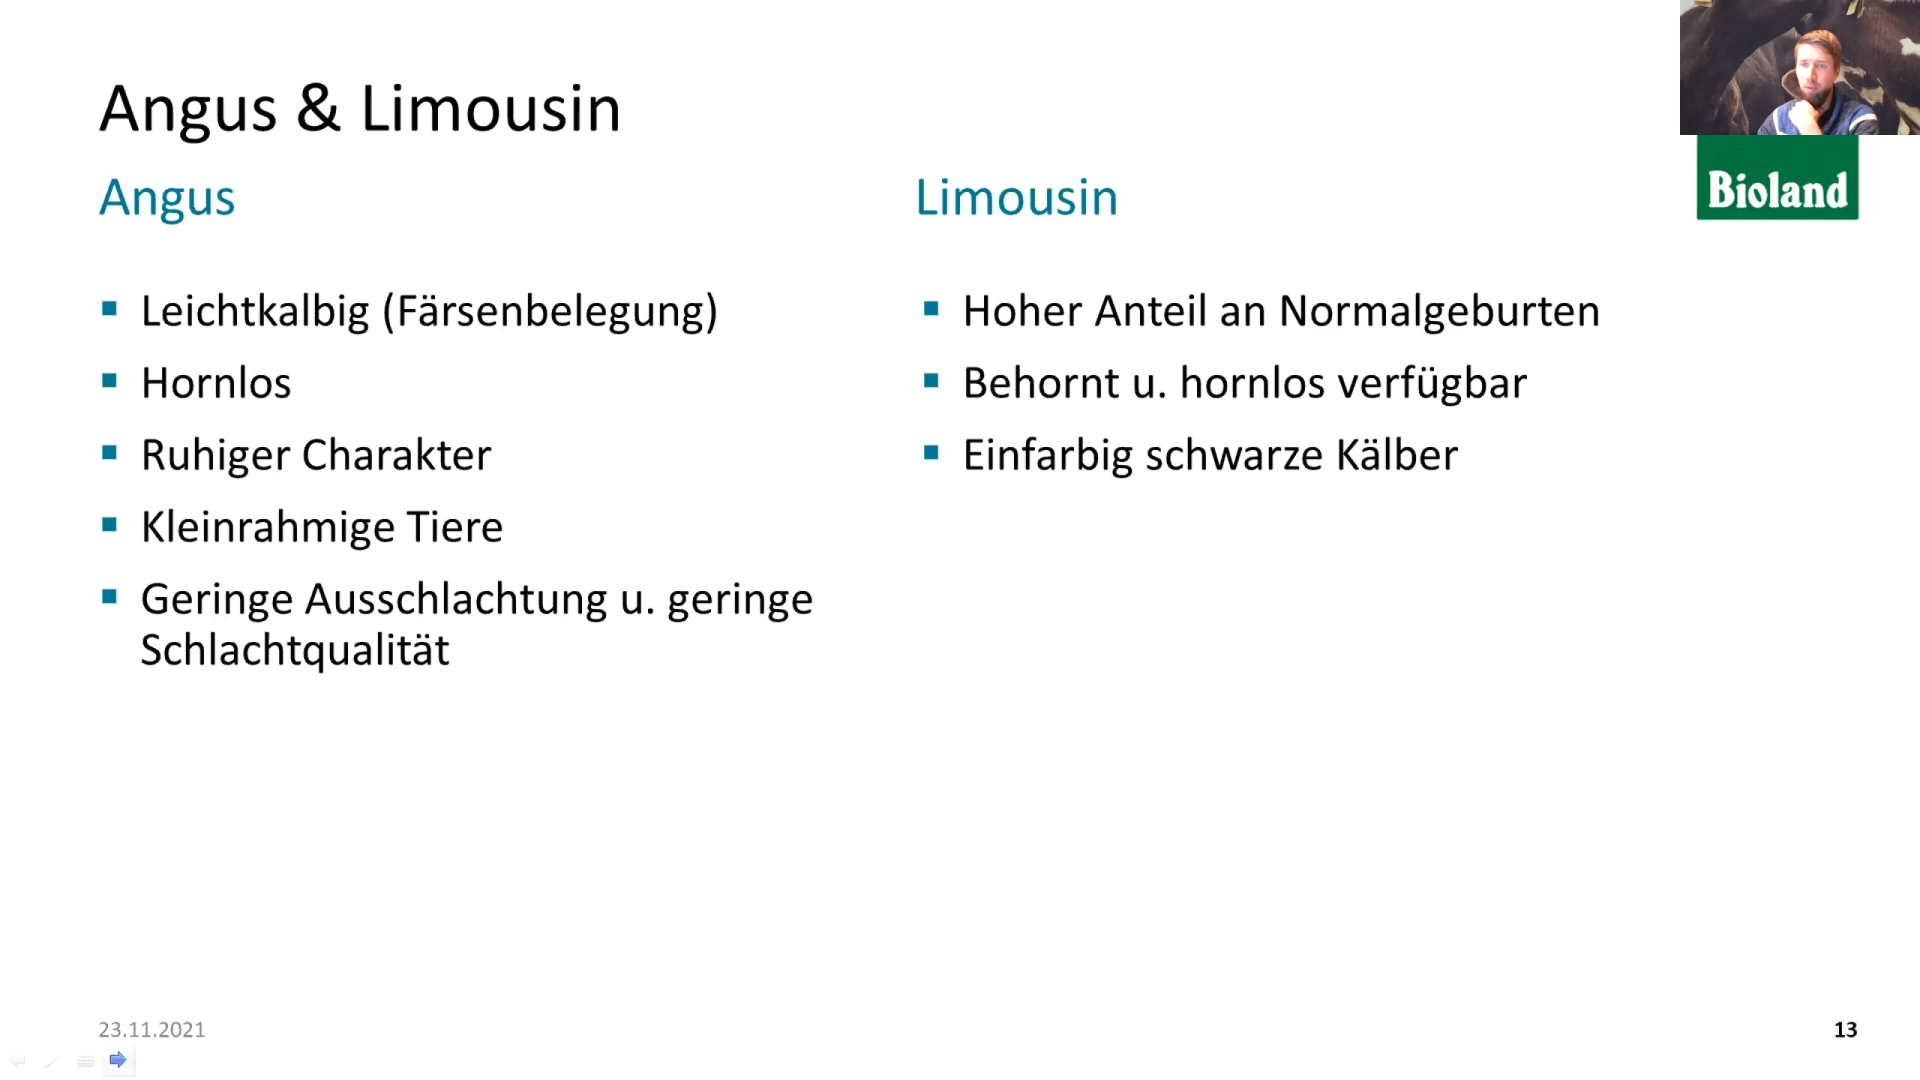 Angus & Limousin
Angus
Leichtkalbig (Färsenbelegung)
Hornlos
Ruhiger Charakter
Kleinrahmige Tiere
Geringe Ausschlachtung u. geringe
Schlachtqualität
Limousin
Hoher Anteil an Normalgeburten
Behornt u. hornlos verfügbar
Einfarbig schwarze Kälber
Bioland
23.11.2021
13